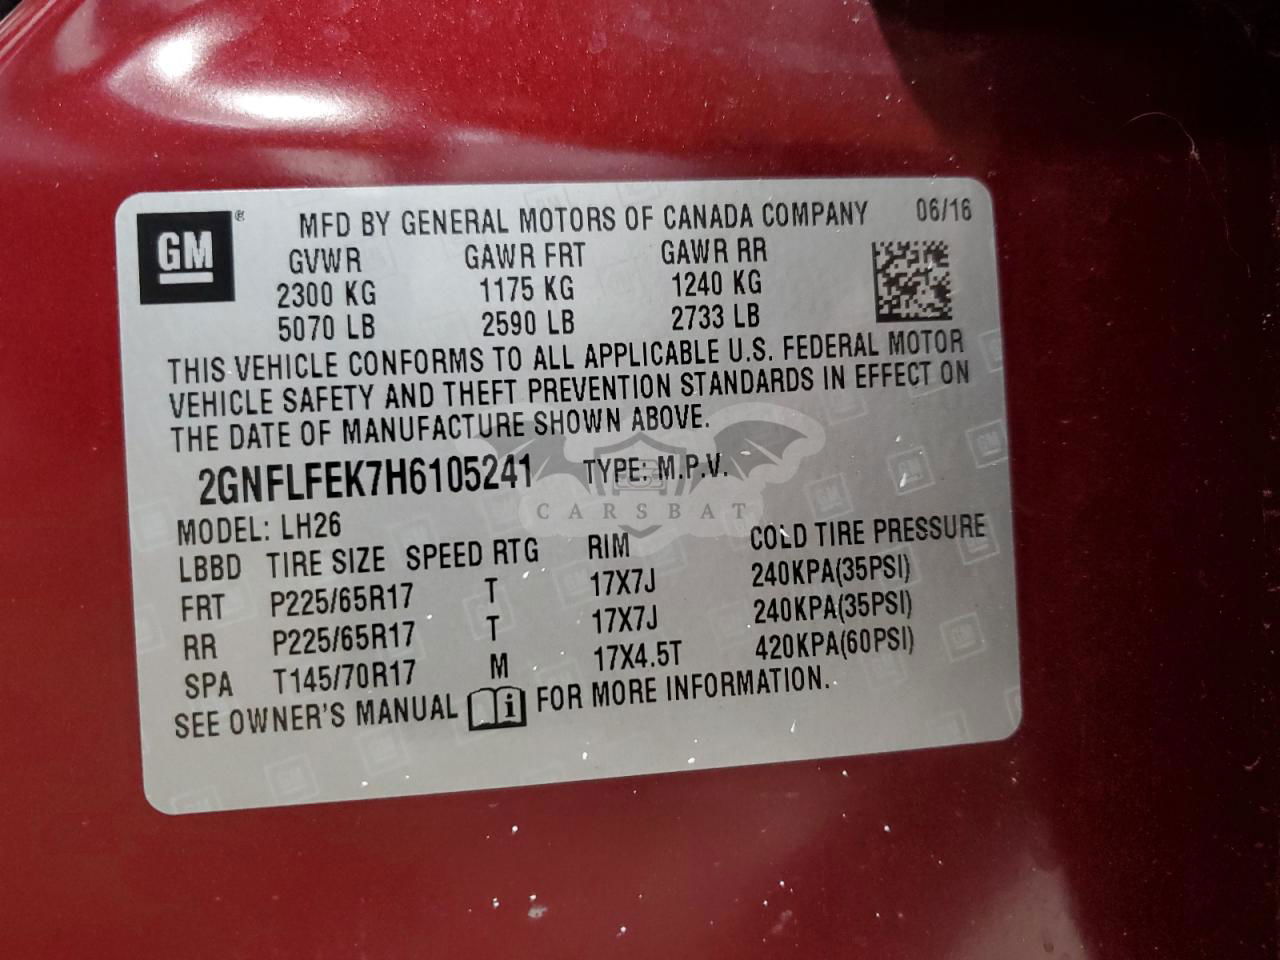 GM® MFD BY GENERAL MOTORS OF CANADA COMPANY 06/16
GVWR GAWR FRT GAWR RR
2300 KG 1175 KG 1240 KG
5070 LB 2590 LB 2733 LB
THIS VEHICLE CONFORMS TO ALL APPLICABLE U.S. FEDERAL MOTOR
VEHICLE SAFETY AND THEFT PREVENTION STANDARDS IN EFFECT ON
THE DATE OF MANUFACTURE SHOWN ABOVE.
2GNFLFEK7H6105241 TYPE: M.P.V.
CARSBAT
MODEL: LH26
LBBD TIRE SIZE SPEED RTG RIM COLD TIRE PRESSURE
FRT P225/65R17 T 17X7J 240KPA(35PSI)
RR P225/65R17 T 17X7J 240KPA(35PSI)
SPA T145/70R17 M 17X4.5T 420KPA(60PSI)
SEE OWNER'S MANUAL i FOR MORE INFORMATION.